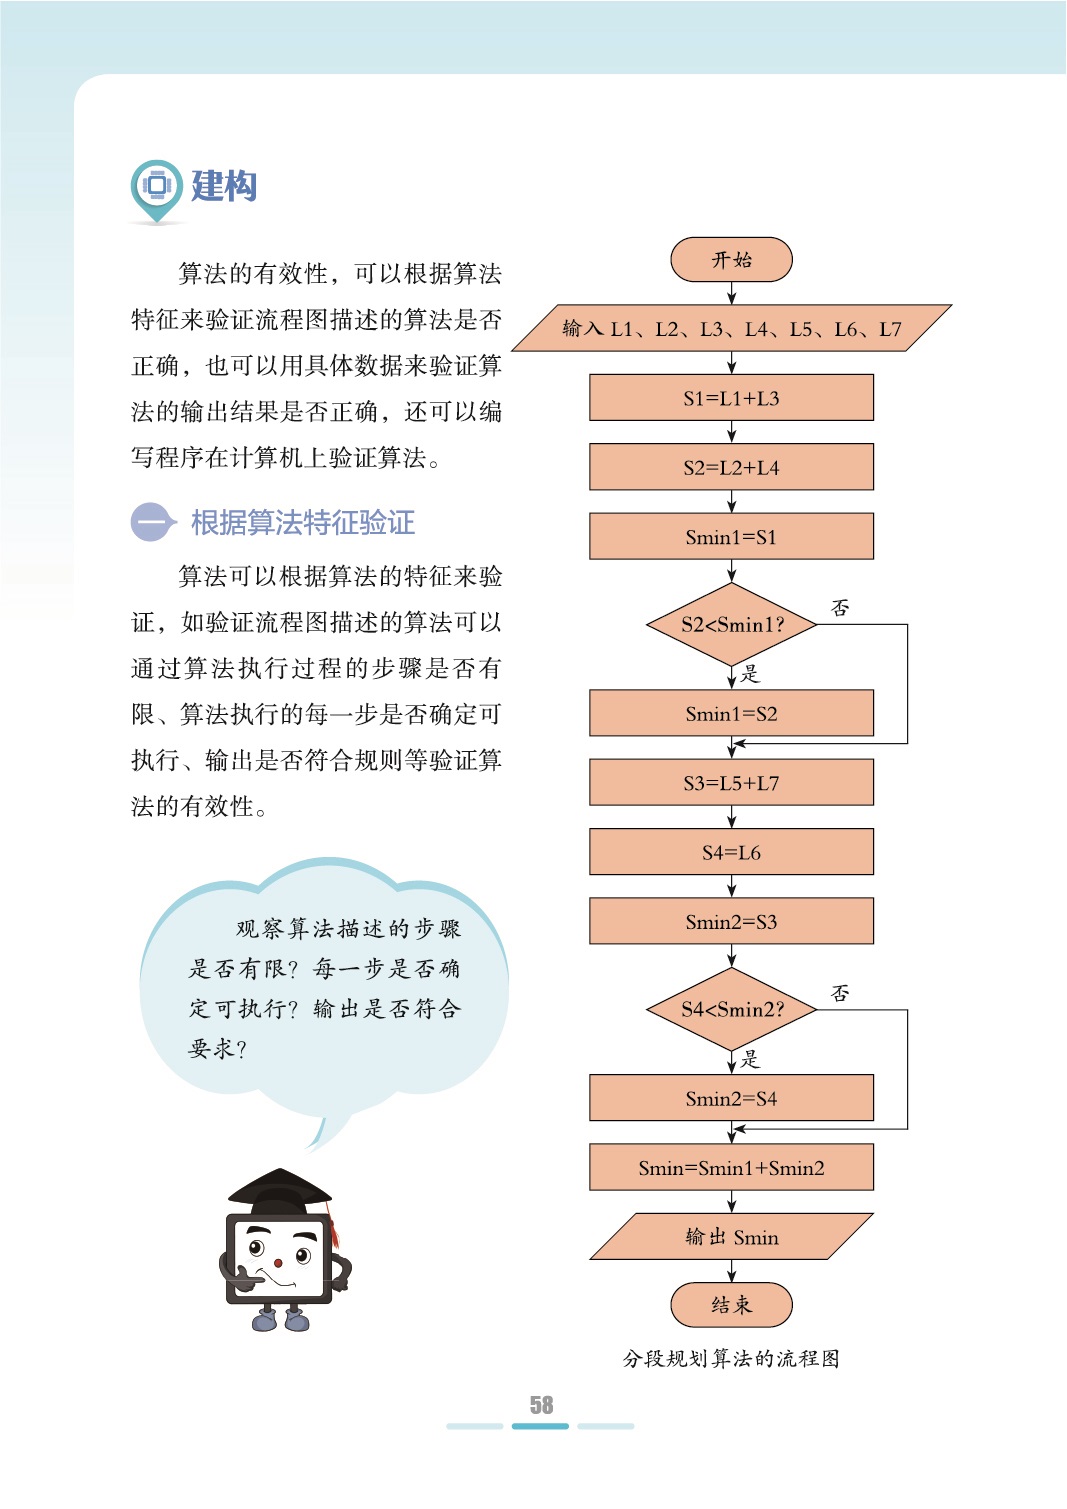 建构
算法的有效性，可以根据算法
特征来验证流程图描述的算法是否
正确，也可以用具体数据来验证算
法的输出结果是否正确，还可以编
写程序在计算机上验证算法。
一 根据算法特征验证
算法可以根据算法的特征来验
证，如验证流程图描述的算法可以
通过算法执行过程的步骤是否有
限、算法执行的每一步是否确定可
执行、输出是否符合规则等验证算
法的有效性。
观察算法描述的步骤
是否有限？每一步是否确
定可执行？输出是否符合
要求？
开始
输入 L1、L2、L3、L4、L5、L6、L7
S1=L1+L3
S2=L2+L4
Smin1=S1
S2<Smin1?
否
是
Smin1=S2
S3=L5+L7
S4=L6
Smin2=S3
S4<Smin2?
否
是
Smin2=S4
Smin=Smin1+Smin2
输出 Smin
结束
分段规划算法的流程图
58